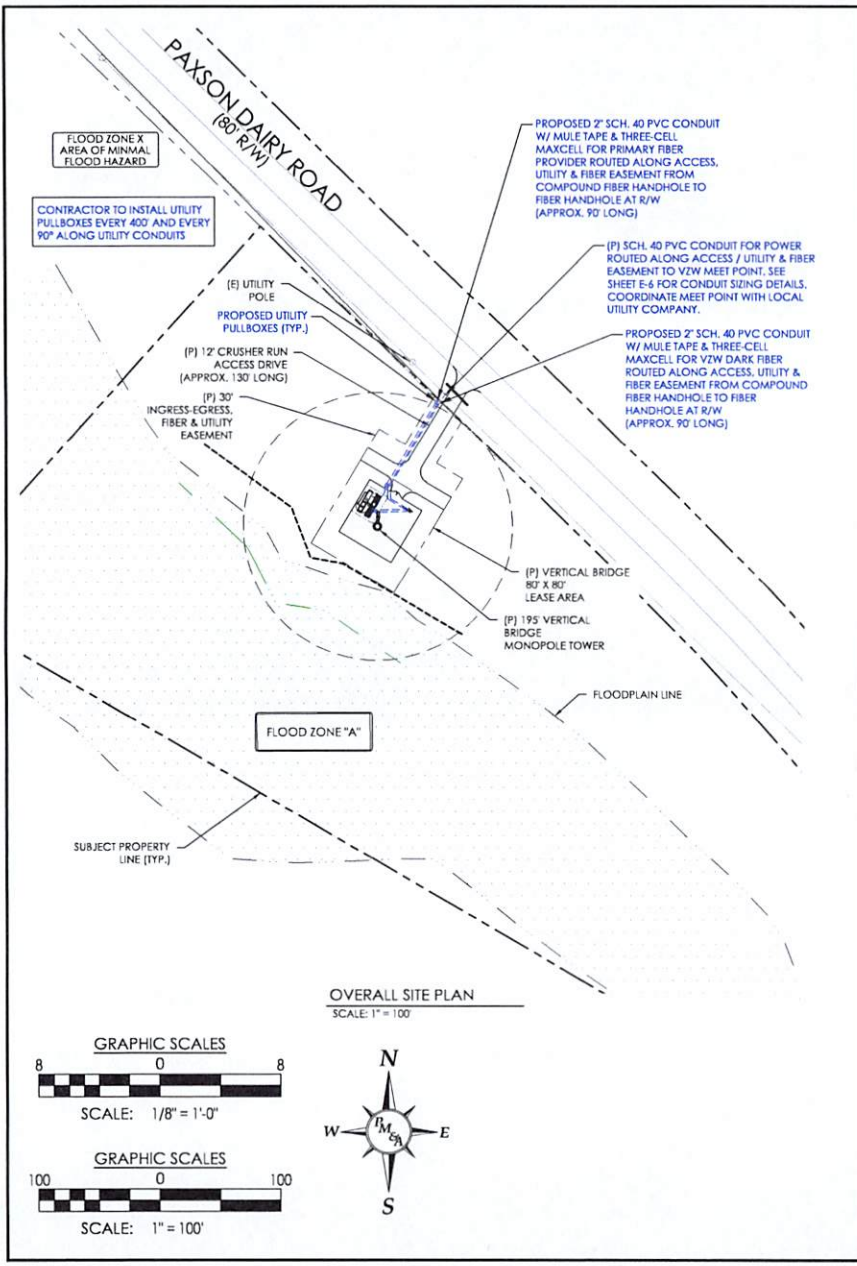 PAXSON DAIRY ROAD
(80' R/W)
FLOOD ZONE X
AREA OF MINMAL
FLOOD HAZARD
CONTRACTOR TO INSTALL UTILITY
PULLBOXES EVERY 400' AND EVERY
90° ALONG UTILITY CONDUITS
PROPOSED 2" SCH. 40 PVC CONDUIT
W/ MULE TAPE & THREE-CELL
MAXCELL FOR PRIMARY FIBER
PROVIDER ROUTED ALONG ACCESS,
UTILITY & FIBER EASEMENT FROM
COMPOUND FIBER HANDHOLE TO
FIBER HANDHOLE AT R/W
(APPROX. 90' LONG)
(P) SCH. 40 PVC CONDUIT FOR POWER
ROUTED ALONG ACCESS / UTILITY & FIBER
EASEMENT TO VZW MEET POINT. SEE
SHEET E-6 FOR CONDUIT SIZING DETAILS.
COORDINATE MEET POINT WITH LOCAL
UTILITY COMPANY.
PROPOSED 2" SCH. 40 PVC CONDUIT
W/ MULE TAPE & THREE-CELL
MAXCELL FOR VZW DARK FIBER
ROUTED ALONG ACCESS, UTILITY &
FIBER EASEMENT FROM COMPOUND
FIBER HANDHOLE TO FIBER
HANDHOLE AT R/W
(APPROX. 90' LONG)
(E) UTILITY
POLE
PROPOSED UTILITY
PULLBOXES (TYP.)
(P) 12' CRUSHER RUN
ACCESS DRIVE
(APPROX. 130' LONG)
(P) 30'
INGRESS-EGRESS,
FIBER & UTILITY
EASEMENT
(P) VERTICAL BRIDGE
80' X 80'
LEASE AREA
(P) 195' VERTICAL
BRIDGE
MONOPOLE TOWER
FLOODPLAIN LINE
FLOOD ZONE "A"
SUBJECT PROPERTY
LINE (TYP.)
OVERALL SITE PLAN
SCALE: 1" = 100'
GRAPHIC SCALES
8 0 8
SCALE: 1/8" = 1'-0"
GRAPHIC SCALES
100 0 100
SCALE: 1" = 100'
N
W E
PM&A
S